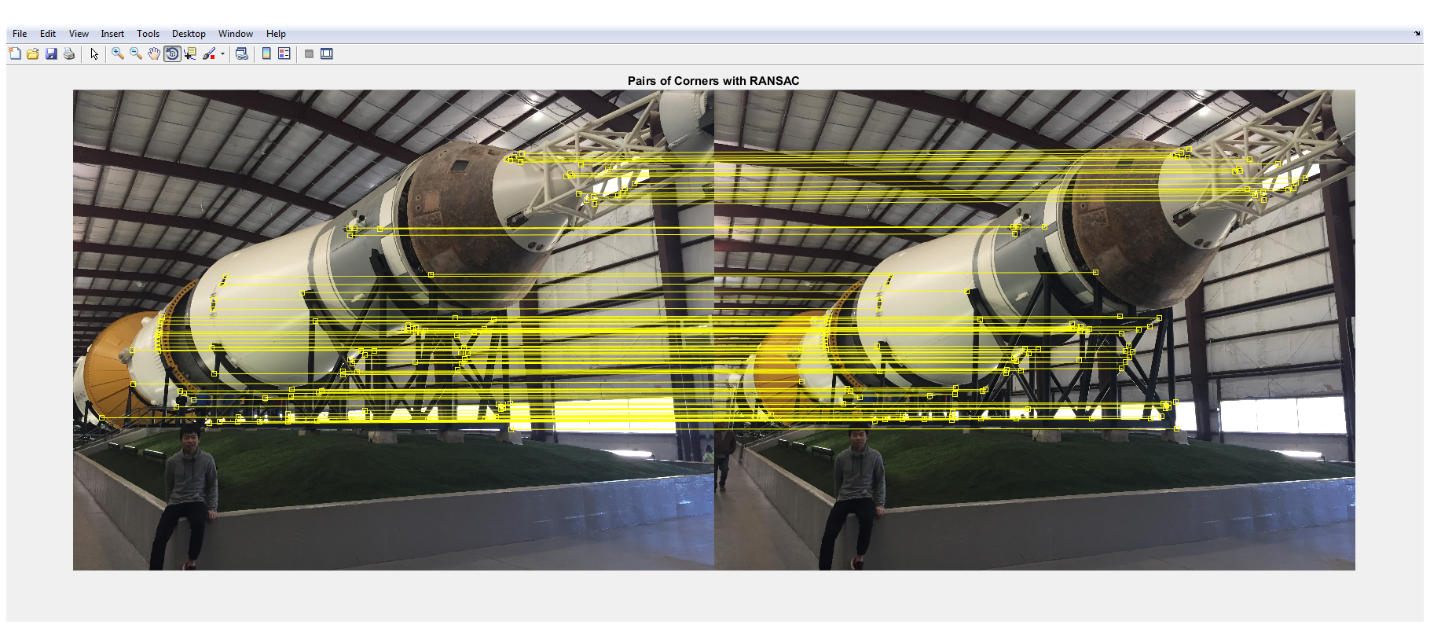 File Edit View Insert Tools Desktop Window Help
Pairs of Corners with RANSAC